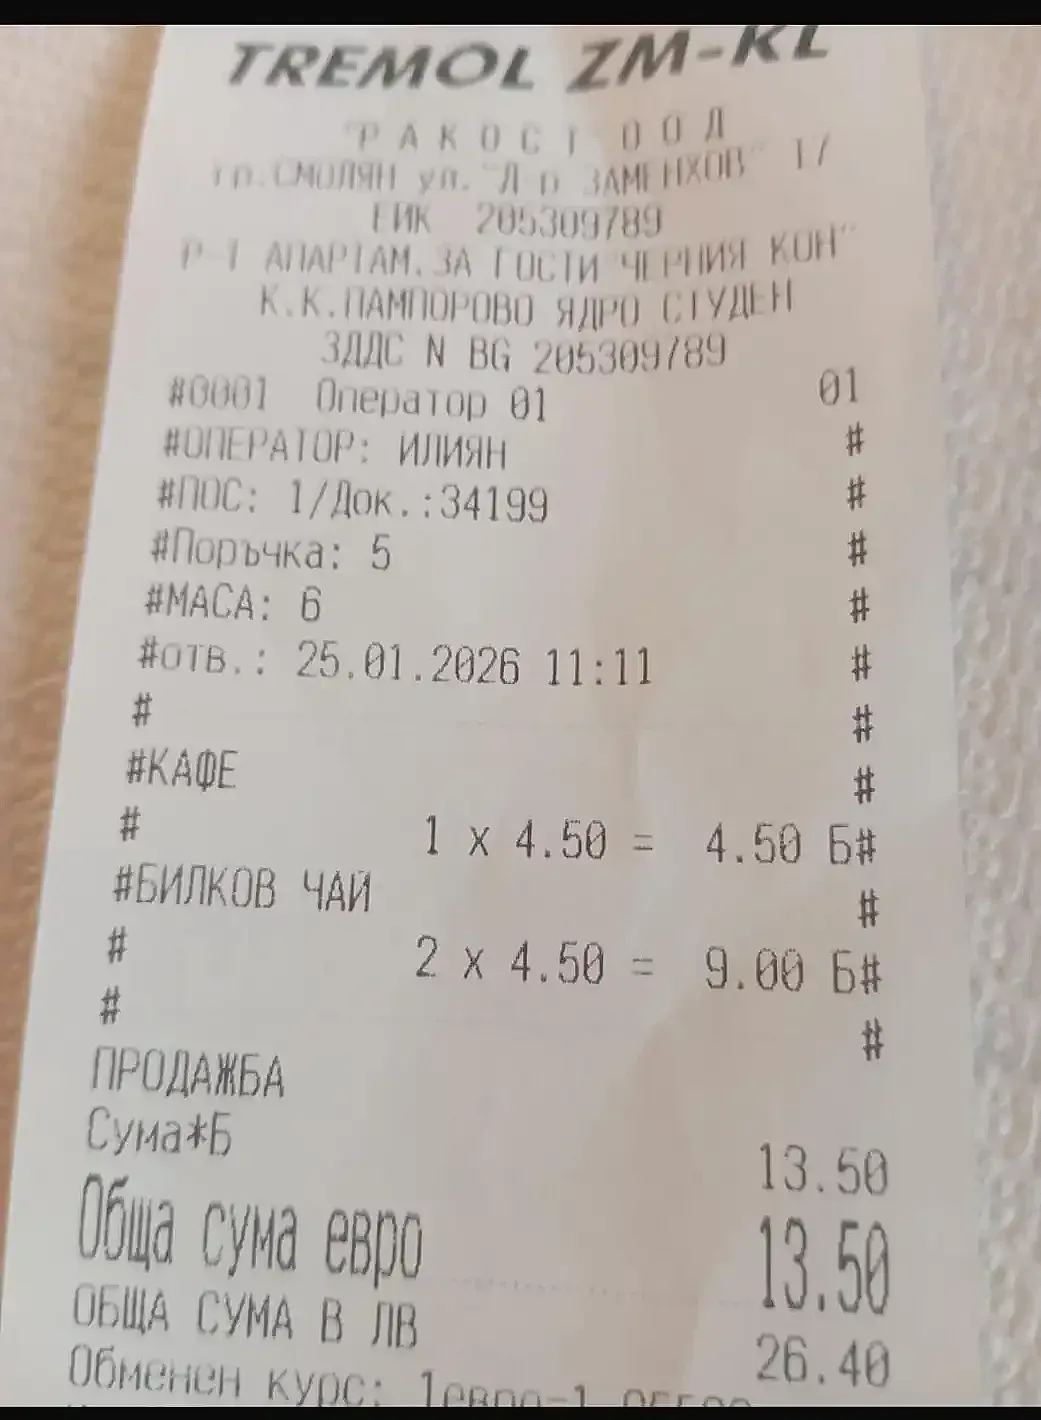 TREMOL ZM-KL
"Р А К О С Т О О Д
гр.СМОЛЯН ул. "Д-р ЗАМЕНХОВ" 17
ЕИК 205309789
Р-Т АПАРТАМ.ЗА ГОСТИ"ЧЕРНИЯ КОН"
К.К.ПАМПОРОВО ЯДРО СТУДЕН
ЗДДС N BG 205309789
#0001 Оператор 01 01
#ОПЕРАТОР: ИЛИЯН #
#ПОС: 1/Док.:34199 #
#Поръчка: 5 #
#МАСА: 6 #
#отв.: 25.01.2026 11:11 #
# #
#КАФЕ #
# 1 x 4.50 = 4.50 Б#
#БИЛКОВ ЧАЙ #
# 2 x 4.50 = 9.00 Б#
# #
ПРОДАЖБА
Сума*Б 13.50
Обща сума евро 13.50
ОБЩА СУМА В ЛВ 26.40
Обменен курс: 1евро=1